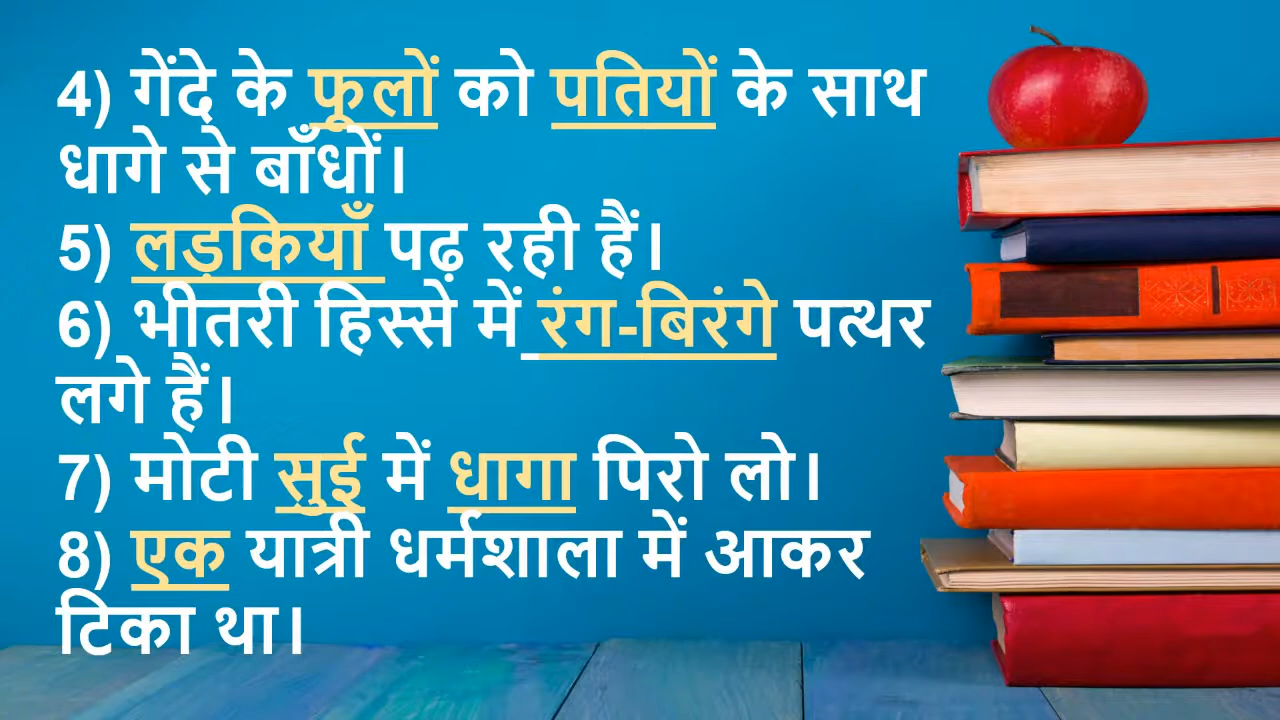 4) गेंदे के फूलों को पतियों के साथ
धागे से बाँधों।
5) लड़कियाँ पढ़ रही हैं।
6) भीतरी हिस्से में रंग-बिरंगे पत्थर
लगे हैं।
7) मोटी सुई में धागा पिरो लो।
8) एक यात्री धर्मशाला में आकर
टिका था।